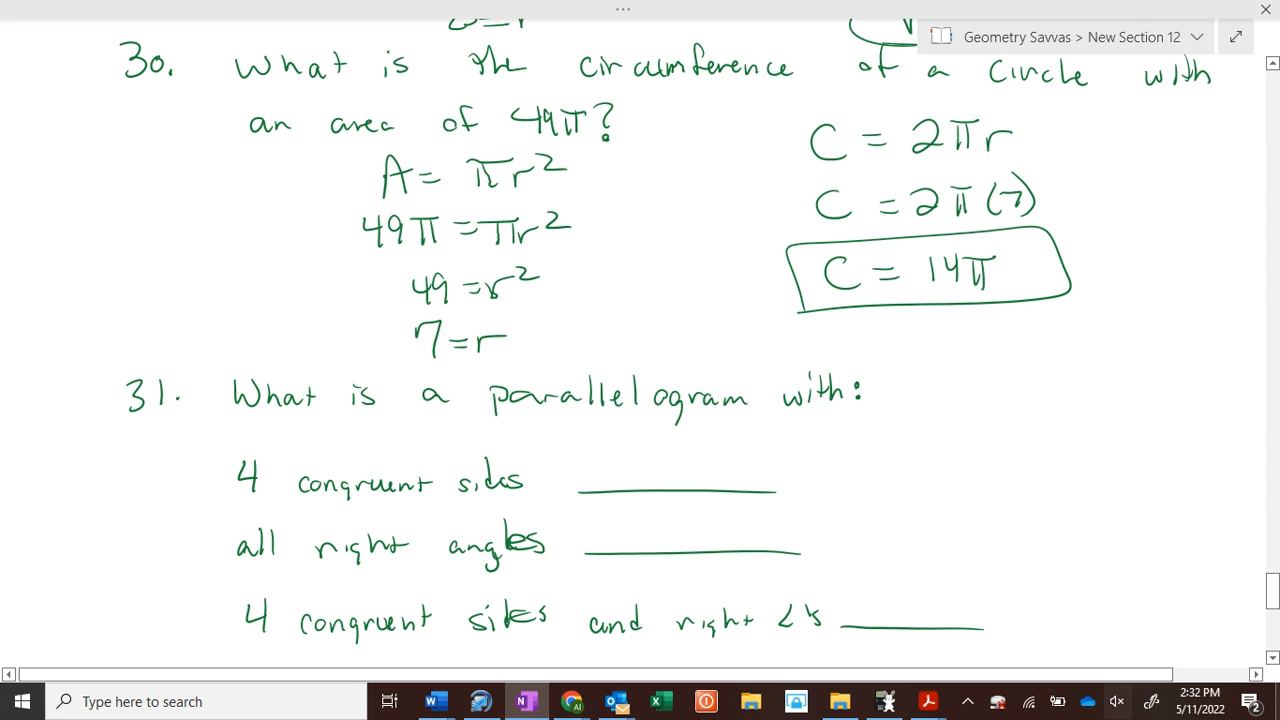 Geometry Savvas > New Section 12
30. What is the circumference of a circle with
an area of 49π?
A = πr²
49π = πr²
49 = r²
7 = r
C = 2πr
C = 2π(7)
C = 14π
31. What is a parallelogram with:
4 congruent sides
all right angles
4 congruent sides and right ∠'s
Type here to search
2:32 PM
5/11/2022
2